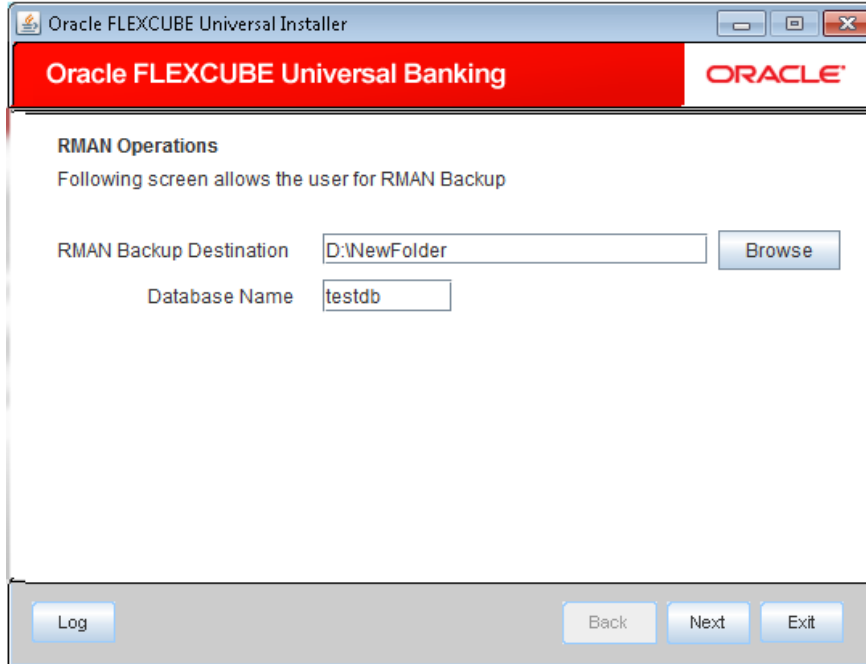 Oracle FLEXCUBE Universal Installer
Oracle FLEXCUBE Universal Banking
ORACLE
RMAN Operations
Following screen allows the user for RMAN Backup
RMAN Backup Destination D:\NewFolder Browse
Database Name testdb
Log Back Next Exit